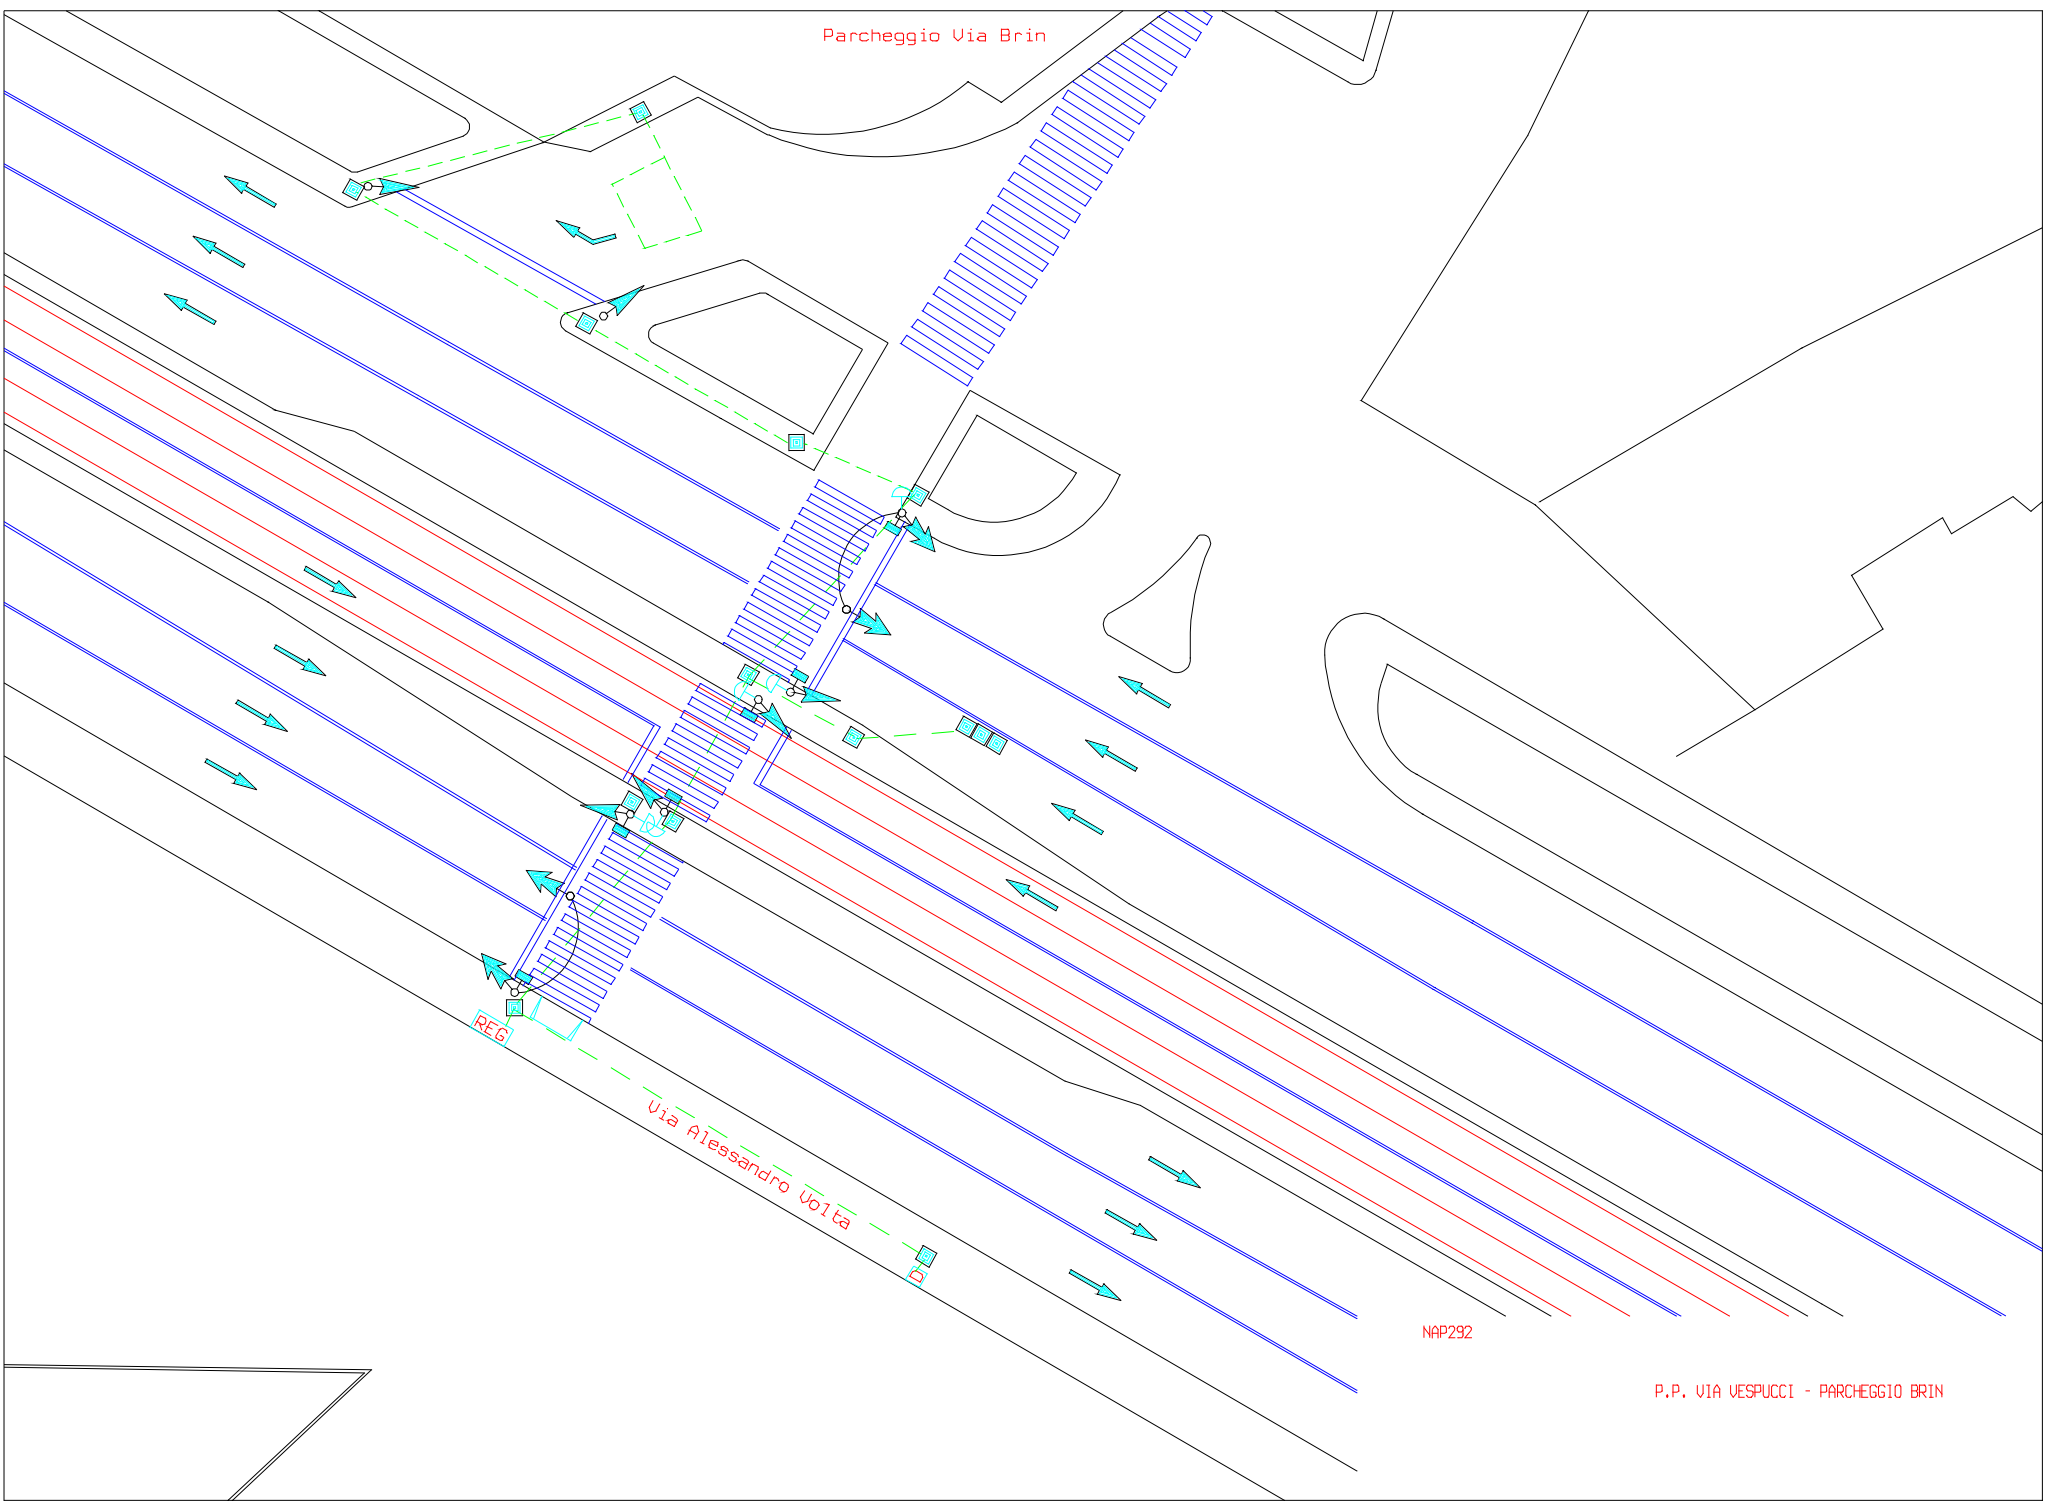 Parcheggio Via Brin
REG
Via Alessandro Volta
D
NAP292
P.P. VIA VESPUCCI - PARCHEGGIO BRIN